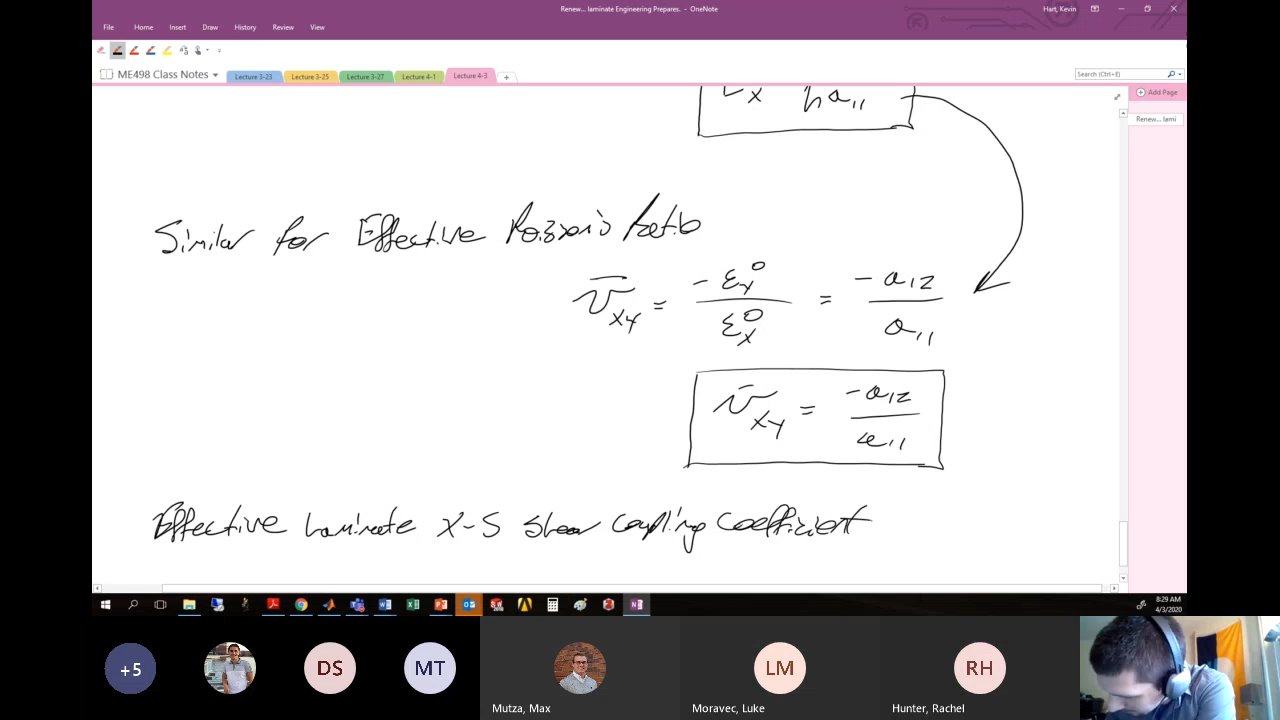 Renew... laminate Engineering Prepares. - OneNote
Hart, Kevin
File Home Insert Draw History Review View
ME498 Class Notes
Lecture 3-23 Lecture 3-25 Lecture 3-27 Lecture 4-1 Lecture 4-3 +
Search (Ctrl+E)
Add Page
Renew... lami
x h a₁₁
Similar for Effective Poisson's Ratio
ν̄xy = -εy⁰ / εx⁰ = -a₁₂ / a₁₁
ν̄xy = -a₁₂ / a₁₁
Effective Laminate X-S Shear Coupling Coefficient
8:29 AM
4/3/2020
+5
DS
MT
LM
RH
Mutza, Max
Moravec, Luke
Hunter, Rachel